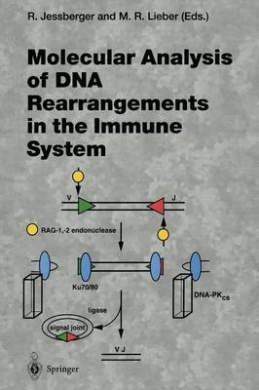 R. Jessberger and M. R. Lieber (Eds.)
Molecular Analysis
of DNA
Rearrangements
in the Immune
System
V
J
RAG-1,-2 endonuclease
Ku70/80
DNA-PKCS
ligase
signal joint
V J
Springer